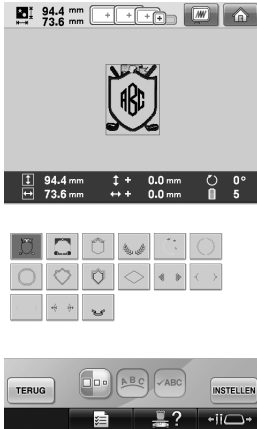 94.4 mm
73.6 mm
ABC
94.4 mm + 0.0 mm 0°
73.6 mm + 0.0 mm 5
TERUG ABC ABC INSTELLEN
?